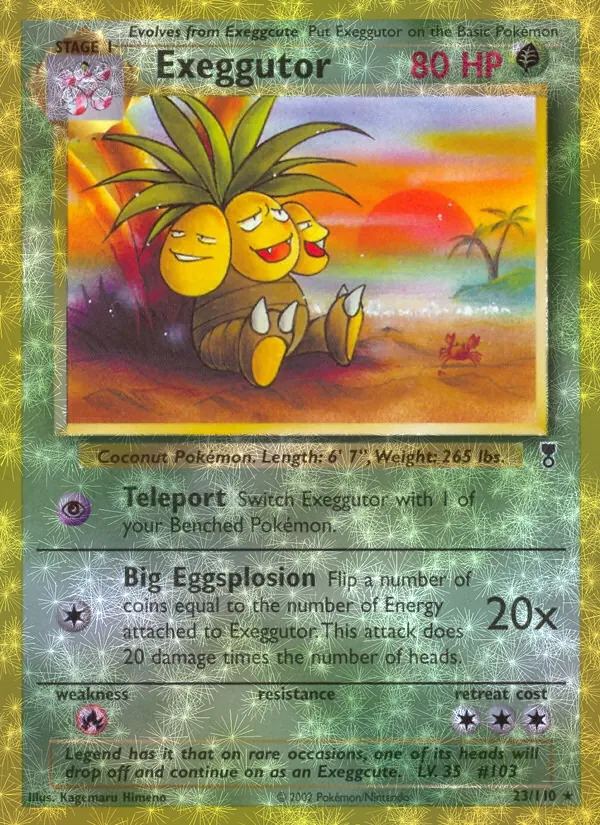 Evolves from Exeggcute Put Exeggutor on the Basic Pokémon
STAGE 1
Exeggutor 80 HP
Coconut Pokémon. Length: 6' 7", Weight: 265 lbs.
Teleport Switch Exeggutor with 1 of
your Benched Pokémon.
Big Eggsplosion Flip a number of
coins equal to the number of Energy
attached to Exeggutor. This attack does
20 damage times the number of heads.
20x
weakness resistance retreat cost
Legend has it that on rare occasions, one of its heads will
drop off and continue on as an Exeggcute. LV. 35 #103
Illus. Kagemaru Himeno © 2002 Pokémon/Nintendo 23/110 ★